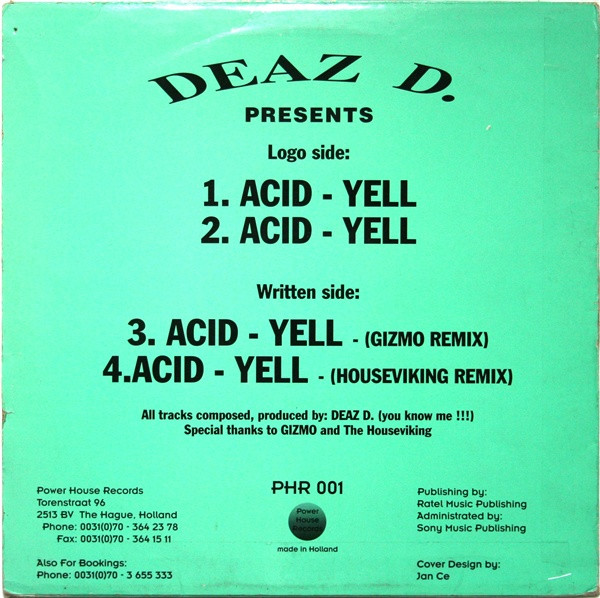 DEAZ D.
PRESENTS
Logo side:
1. ACID - YELL
2. ACID - YELL
Written side:
3. ACID - YELL - (GIZMO REMIX)
4.ACID - YELL - (HOUSEVIKING REMIX)
All tracks composed, produced by: DEAZ D. (you know me !!!)
Special thanks to GIZMO and The Houseviking
Power House Records
Torenstraat 96
2513 BV The Hague, Holland
Phone: 0031(0)70 - 364 23 78
Fax: 0031(0)70 - 364 15 11
Also For Bookings:
Phone: 0031(0)70 - 3 655 333
PHR 001
Power
House
Records
made in Holland
Publishing by:
Ratel Music Publishing
Administrated by:
Sony Music Publishing
Cover Design by:
Jan Ce